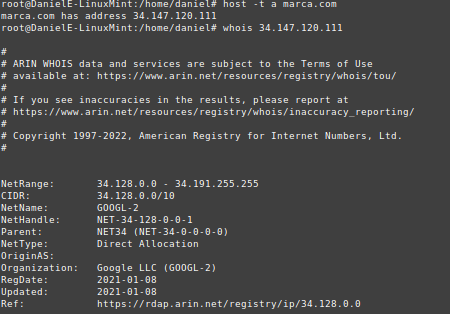 root@DanielE-LinuxMint:/home/daniel# host -t a marca.com
marca.com has address 34.147.120.111
root@DanielE-LinuxMint:/home/daniel# whois 34.147.120.111
#
# ARIN WHOIS data and services are subject to the Terms of Use
# available at: https://www.arin.net/resources/registry/whois/tou/
#
# If you see inaccuracies in the results, please report at
# https://www.arin.net/resources/registry/whois/inaccuracy_reporting/
#
# Copyright 1997-2022, American Registry for Internet Numbers, Ltd.
#
NetRange: 34.128.0.0 - 34.191.255.255
CIDR: 34.128.0.0/10
NetName: GOOGL-2
NetHandle: NET-34-128-0-0-1
Parent: NET34 (NET-34-0-0-0-0)
NetType: Direct Allocation
OriginAS:
Organization: Google LLC (GOOGL-2)
RegDate: 2021-01-08
Updated: 2021-01-08
Ref: https://rdap.arin.net/registry/ip/34.128.0.0